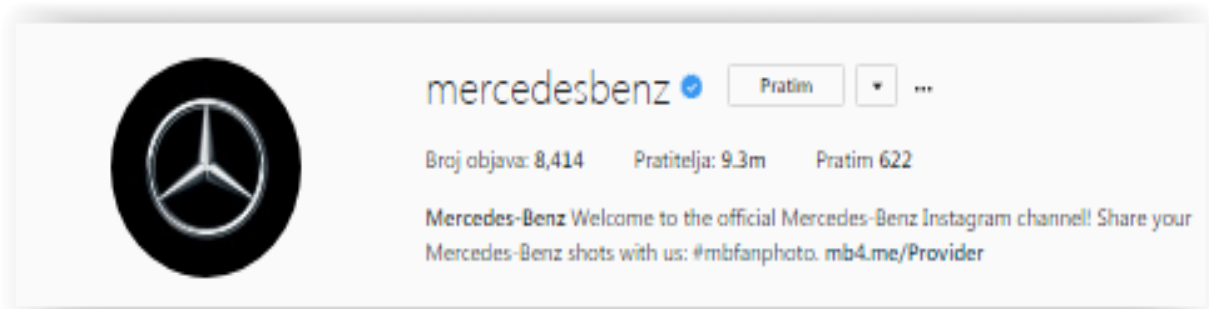 mercedesbenz Pratim ...
Broj objava: 8,414 Pratitelja: 9.3m Pratim 622
Mercedes-Benz Welcome to the official Mercedes-Benz Instagram channel! Share your
Mercedes-Benz shots with us: #mbfanphoto. mb4.me/Provider